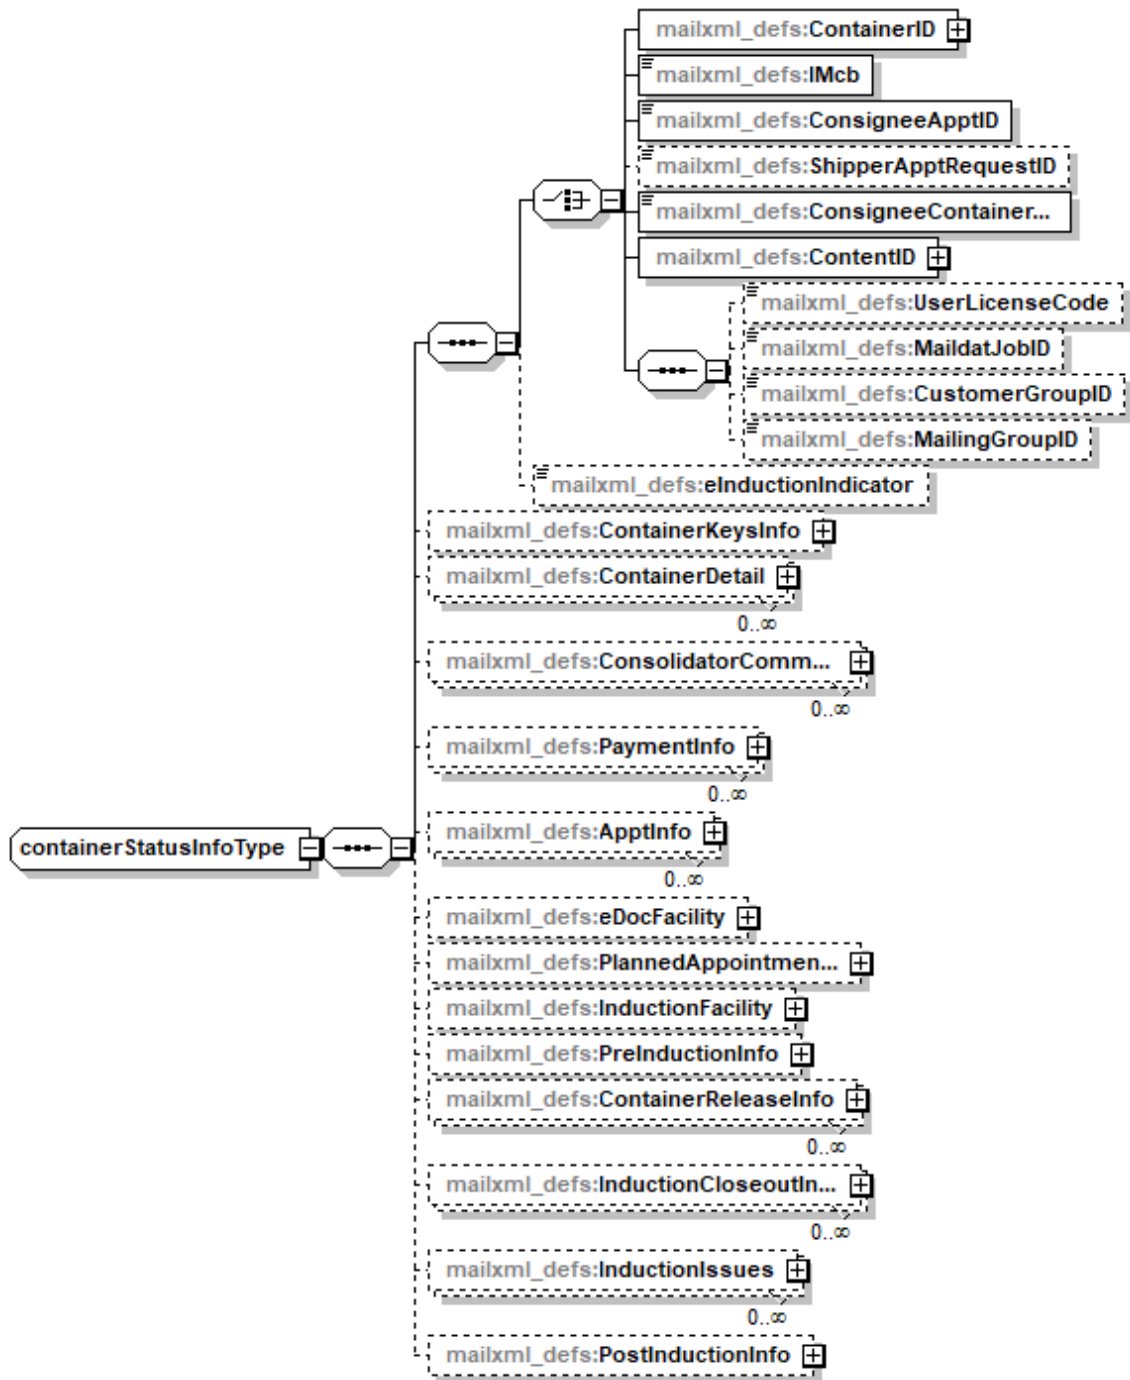 mailxml_defs:ContainerID
mailxml_defs:IMcb
mailxml_defs:ConsigneeApptID
mailxml_defs:ShipperApptRequestID
mailxml_defs:ConsigneeContainer...
mailxml_defs:ContentID
mailxml_defs:UserLicenseCode
mailxml_defs:MaildatJobID
mailxml_defs:CustomerGroupID
mailxml_defs:MailingGroupID
mailxml_defs:eInductionIndicator
mailxml_defs:ContainerKeysInfo
mailxml_defs:ContainerDetail
0..∞
mailxml_defs:ConsolidatorComm...
0..∞
mailxml_defs:PaymentInfo
0..∞
mailxml_defs:ApptInfo
0..∞
containerStatusInfoType
mailxml_defs:eDocFacility
mailxml_defs:PlannedAppointmen...
mailxml_defs:InductionFacility
mailxml_defs:PreInductionInfo
mailxml_defs:ContainerReleaseInfo
0..∞
mailxml_defs:InductionCloseoutIn...
0..∞
mailxml_defs:InductionIssues
0..∞
mailxml_defs:PostInductionInfo